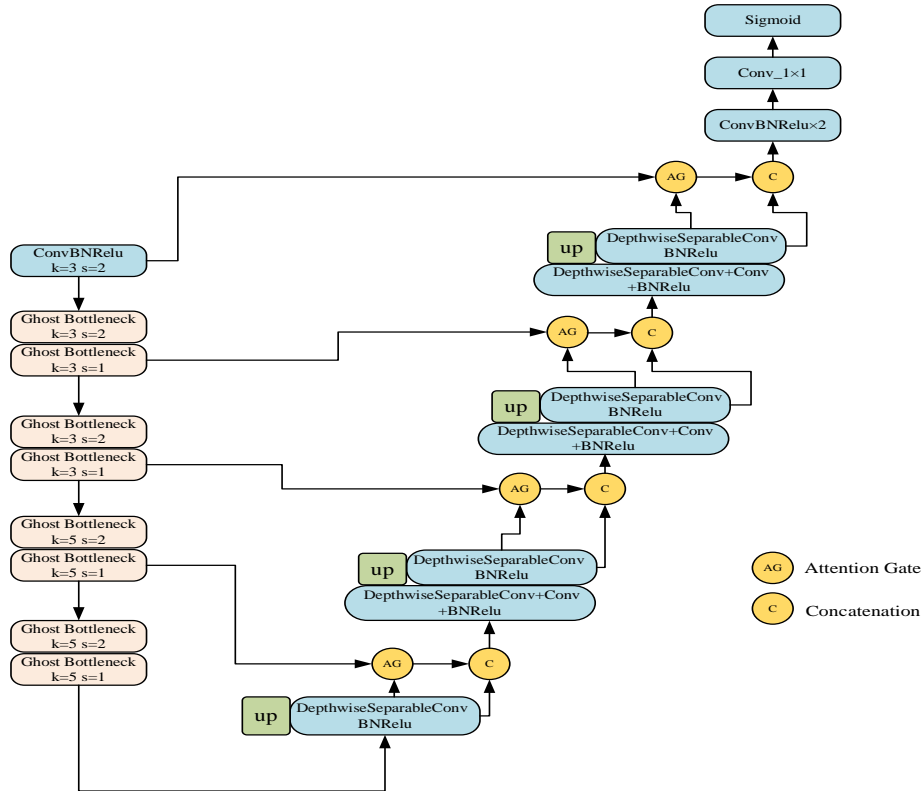 Sigmoid
Conv_1×1
ConvBNRelu×2
AG
C
ConvBNRelu
k=3 s=2
up
DepthwiseSeparableConv
BNRelu
DepthwiseSeparableConv+Conv
+BNRelu
Ghost Bottleneck
k=3 s=2
Ghost Bottleneck
k=3 s=1
AG
C
up
DepthwiseSeparableConv
BNRelu
DepthwiseSeparableConv+Conv
+BNRelu
Ghost Bottleneck
k=3 s=2
Ghost Bottleneck
k=3 s=1
AG
C
Ghost Bottleneck
k=5 s=2
Ghost Bottleneck
k=5 s=1
up
DepthwiseSeparableConv
BNRelu
DepthwiseSeparableConv+Conv
+BNRelu
AG Attention Gate
C Concatenation
Ghost Bottleneck
k=5 s=2
Ghost Bottleneck
k=5 s=1
AG
C
up
DepthwiseSeparableConv
BNRelu